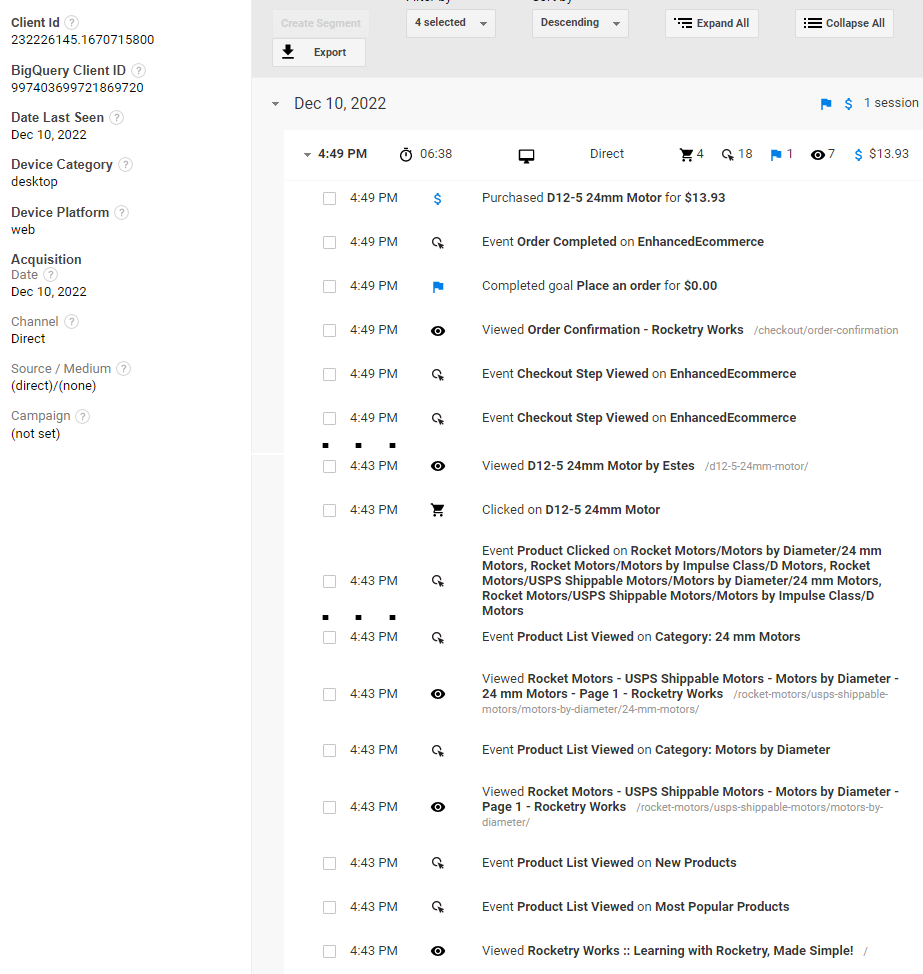 Client Id ?
232226145.1670715800
BigQuery Client ID ?
997403699721869720
Date Last Seen ?
Dec 10, 2022
Device Category ?
desktop
Device Platform ?
web
Acquisition
Date ?
Dec 10, 2022
Channel ?
Direct
Source / Medium ?
(direct)/(none)
Campaign ?
(not set)
Create Segment
4 selected
Descending
Expand All
Collapse All
Export
Dec 10, 2022
$ 1 session
4:49 PM 06:38 Direct 4 18 1 7 $ $13.93
4:49 PM $ Purchased D12-5 24mm Motor for $13.93
4:49 PM Event Order Completed on EnhancedEcommerce
4:49 PM Completed goal Place an order for $0.00
4:49 PM Viewed Order Confirmation - Rocketry Works /checkout/order-confirmation
4:49 PM Event Checkout Step Viewed on EnhancedEcommerce
4:49 PM Event Checkout Step Viewed on EnhancedEcommerce
4:43 PM Viewed D12-5 24mm Motor by Estes /d12-5-24mm-motor/
4:43 PM Clicked on D12-5 24mm Motor
Event Product Clicked on Rocket Motors/Motors by Diameter/24 mm
Motors, Rocket Motors/Motors by Impulse Class/D Motors, Rocket
4:43 PM Motors/USPS Shippable Motors/Motors by Diameter/24 mm Motors,
Rocket Motors/USPS Shippable Motors/Motors by Impulse Class/D
Motors
4:43 PM Event Product List Viewed on Category: 24 mm Motors
Viewed Rocket Motors - USPS Shippable Motors - Motors by Diameter -
4:43 PM 24 mm Motors - Page 1 - Rocketry Works /rocket-motors/usps-shippable-
motors/motors-by-diameter/24-mm-motors/
4:43 PM Event Product List Viewed on Category: Motors by Diameter
Viewed Rocket Motors - USPS Shippable Motors - Motors by Diameter -
4:43 PM Page 1 - Rocketry Works /rocket-motors/usps-shippable-motors/motors-by-
diameter/
4:43 PM Event Product List Viewed on New Products
4:43 PM Event Product List Viewed on Most Popular Products
4:43 PM Viewed Rocketry Works :: Learning with Rocketry, Made Simple! /